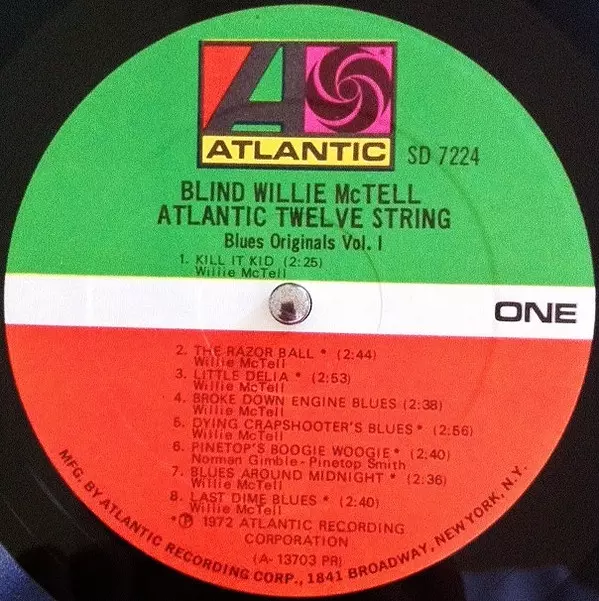 ATLANTIC
SD 7224
BLIND WILLIE McTELL
ATLANTIC TWELVE STRING
Blues Originals Vol. I
1. KILL IT KID (2:25)
Willie McTell
ONE
2. THE RAZOR BALL * (2:44)
Willie McTell
3. LITTLE DELIA * (2:53)
Willie McTell
4. BROKE DOWN ENGINE BLUES (2:38)
Willie McTell
5. DYING CRAPSHOOTER'S BLUES * (2:56)
Willie McTell
6. PINETOP'S BOOGIE WOOGIE * (2:40)
Norman Gimble - Pinetop Smith
7. BLUES AROUND MIDNIGHT * (2:36)
Willie McTell
8. LAST DIME BLUES * (2:40)
Willie McTell
* ℗ 1972 ATLANTIC RECORDING
CORPORATION
(A-13703 PR)
MFG. BY ATLANTIC RECORDING CORP., 1841 BROADWAY, NEW YORK, N.Y.